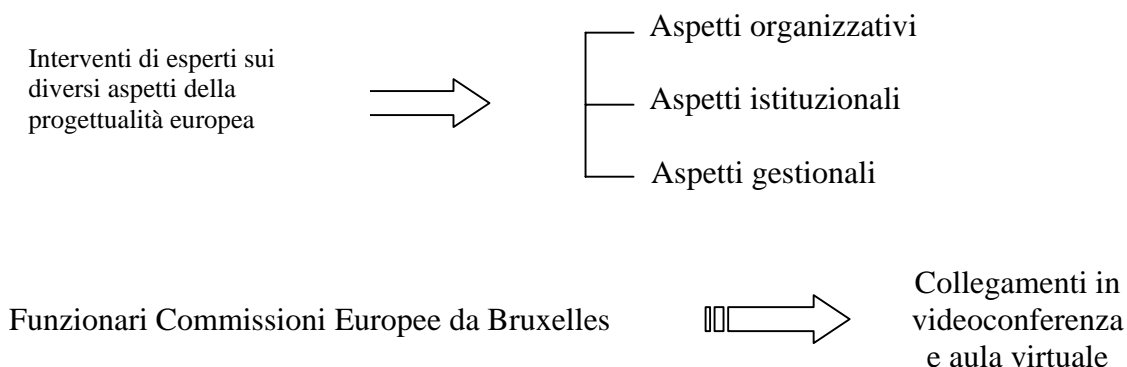 Interventi di esperti sui
diversi aspetti della
progettualità europea
Aspetti organizzativi
Aspetti istituzionali
Aspetti gestionali
Funzionari Commissioni Europee da Bruxelles
Collegamenti in
videoconferenza
e aula virtuale